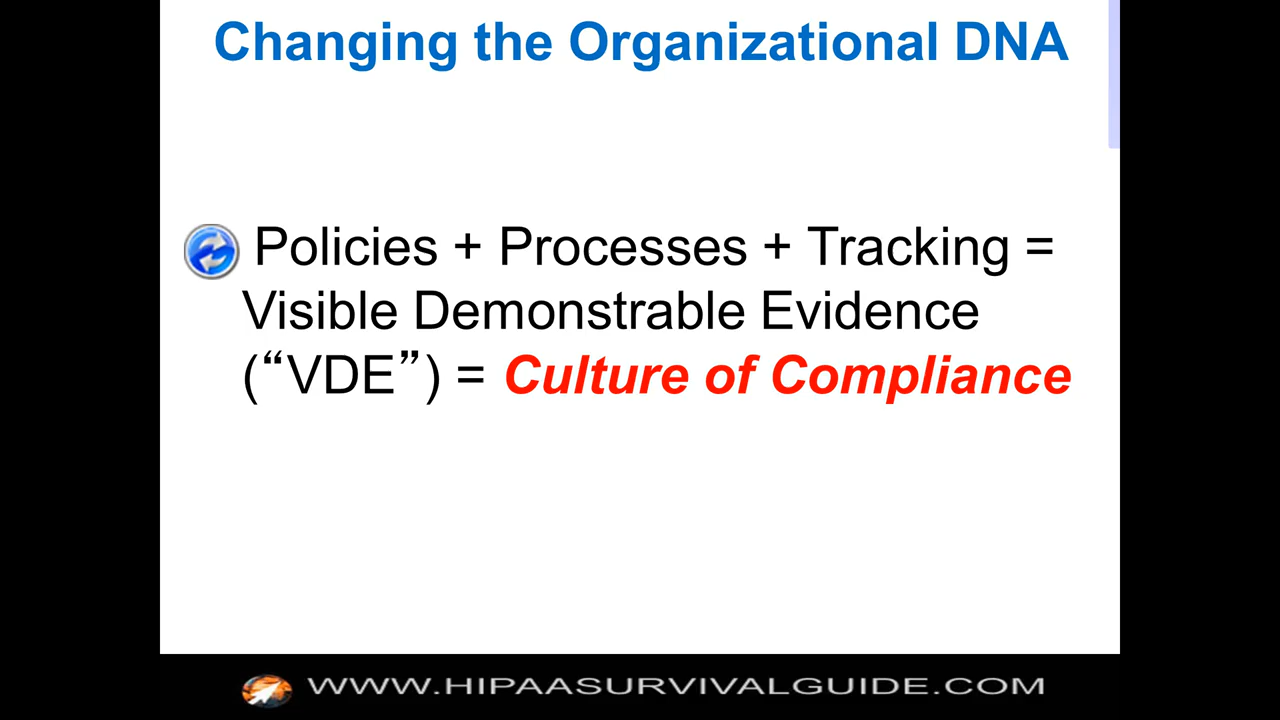 Changing the Organizational DNA
Policies + Processes + Tracking =
Visible Demonstrable Evidence
(“VDE”) = Culture of Compliance
WWW.HIPAASURVIVALGUIDE.COM